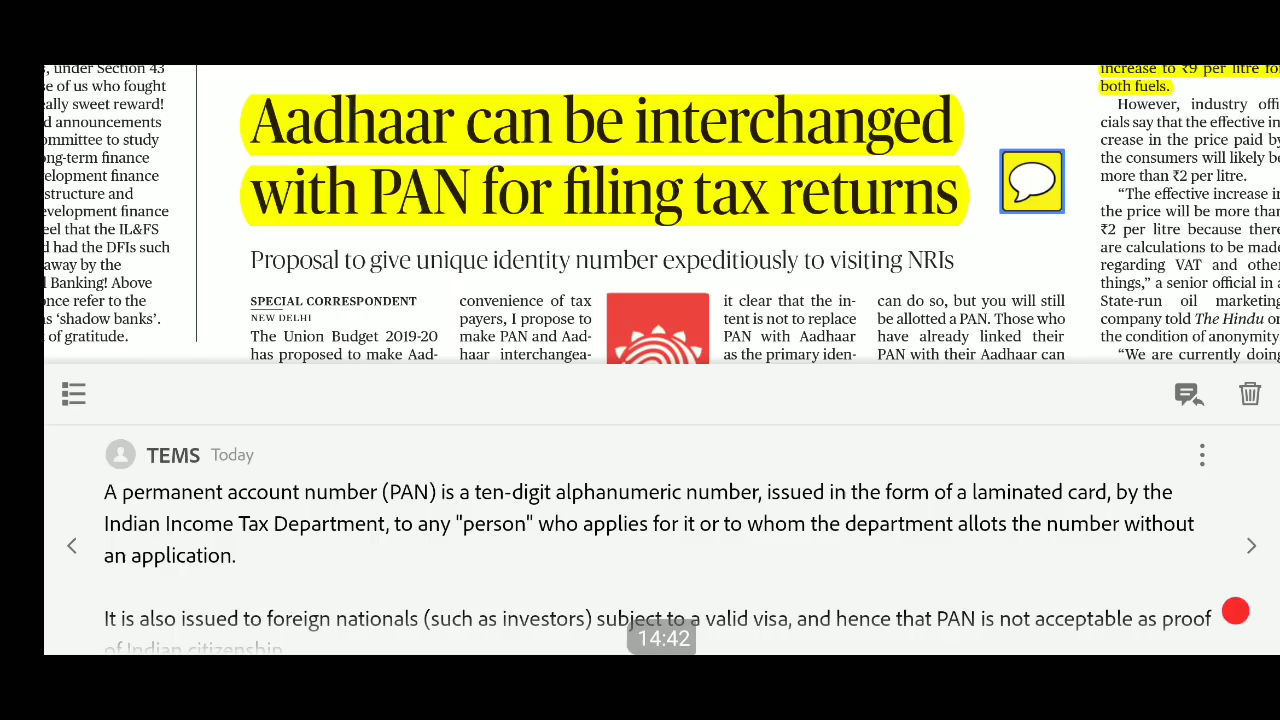 , under Section 43
se of us who fought
eally sweet reward!
d announcements
ommittee to study
ong-term finance
elopment finance
structure and
evelopment finance
eel that the IL&FS
d had the DFIs such
away by the
l Banking! Above
once refer to the
as ‘shadow banks’.
of gratitude.
Aadhaar can be interchanged
with PAN for filing tax returns
Proposal to give unique identity number expeditiously to visiting NRIs
SPECIAL CORRESPONDENT
NEW DELHI
The Union Budget 2019-20
has proposed to make Aad-
convenience of tax
payers, I propose to
make PAN and Aad-
haar interchangea-
it clear that the in-
tent is not to replace
PAN with Aadhaar
as the primary iden-
can do so, but you will still
be allotted a PAN. Those who
have already linked their
PAN with their Aadhaar can
increase to ₹9 per litre fo
both fuels.
However, industry offi
cials say that the effective in
crease in the price paid by
the consumers will likely be
more than ₹2 per litre.
“The effective increase in
the price will be more than
₹2 per litre because there
are calculations to be made
regarding VAT and other
things,” a senior official in a
State-run oil marketing
company told The Hindu on
the condition of anonymity.
“We are currently doing
TEMS Today
A permanent account number (PAN) is a ten-digit alphanumeric number, issued in the form of a laminated card, by the
Indian Income Tax Department, to any "person" who applies for it or to whom the department allots the number without
an application.
It is also issued to foreign nationals (such as investors) subject to a valid visa, and hence that PAN is not acceptable as proof
of Indian citizenship
14:42